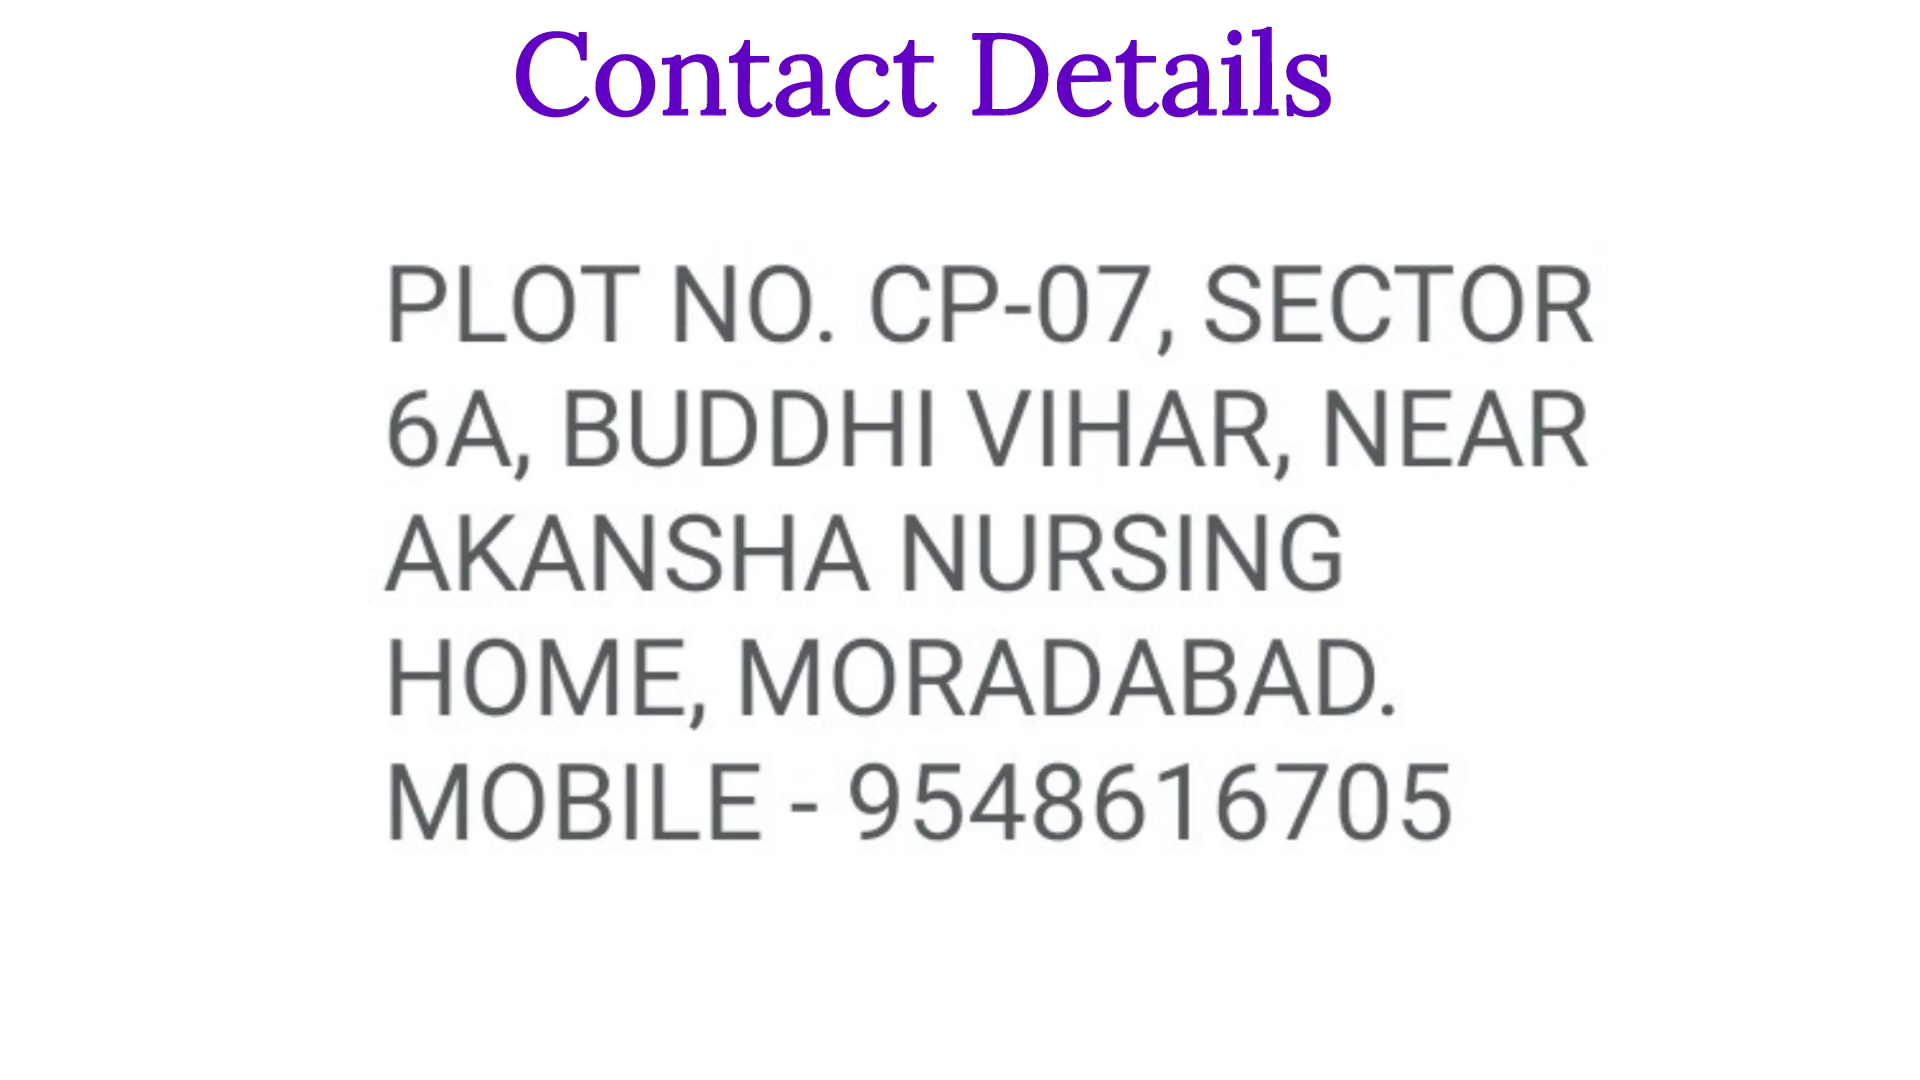 Contact Details
PLOT NO. CP-07, SECTOR
6A, BUDDHI VIHAR, NEAR
AKANSHA NURSING
HOME, MORADABAD.
MOBILE - 9548616705